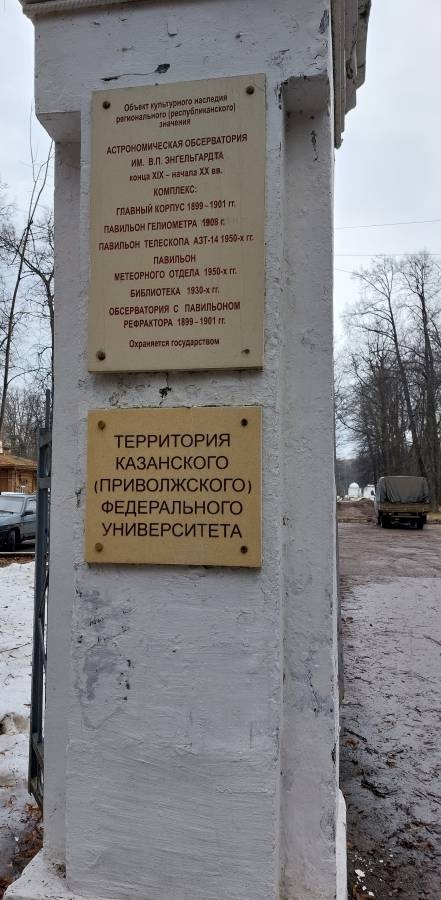 Объект культурного наследия
регионального (республиканского)
значения
АСТРОНОМИЧЕСКАЯ ОБСЕРВАТОРИЯ
ИМ. В.П. ЭНГЕЛЬГАРДТА
конца XIX – начала XX вв.
КОМПЛЕКС:
ГЛАВНЫЙ КОРПУС 1899 – 1901 гг.
ПАВИЛЬОН ГЕЛИОМЕТРА 1908 г.
ПАВИЛЬОН ТЕЛЕСКОПА АЗТ-14 1950-х гг.
ПАВИЛЬОН
МЕТЕОРНОГО ОТДЕЛА 1950-х гг.
БИБЛИОТЕКА 1930-х гг.
ОБСЕРВАТОРИЯ С ПАВИЛЬОНОМ
РЕФРАКТОРА 1899 – 1901 гг.
Охраняется государством
ТЕРРИТОРИЯ
КАЗАНСКОГО
(ПРИВОЛЖСКОГО)
ФЕДЕРАЛЬНОГО
УНИВЕРСИТЕТА